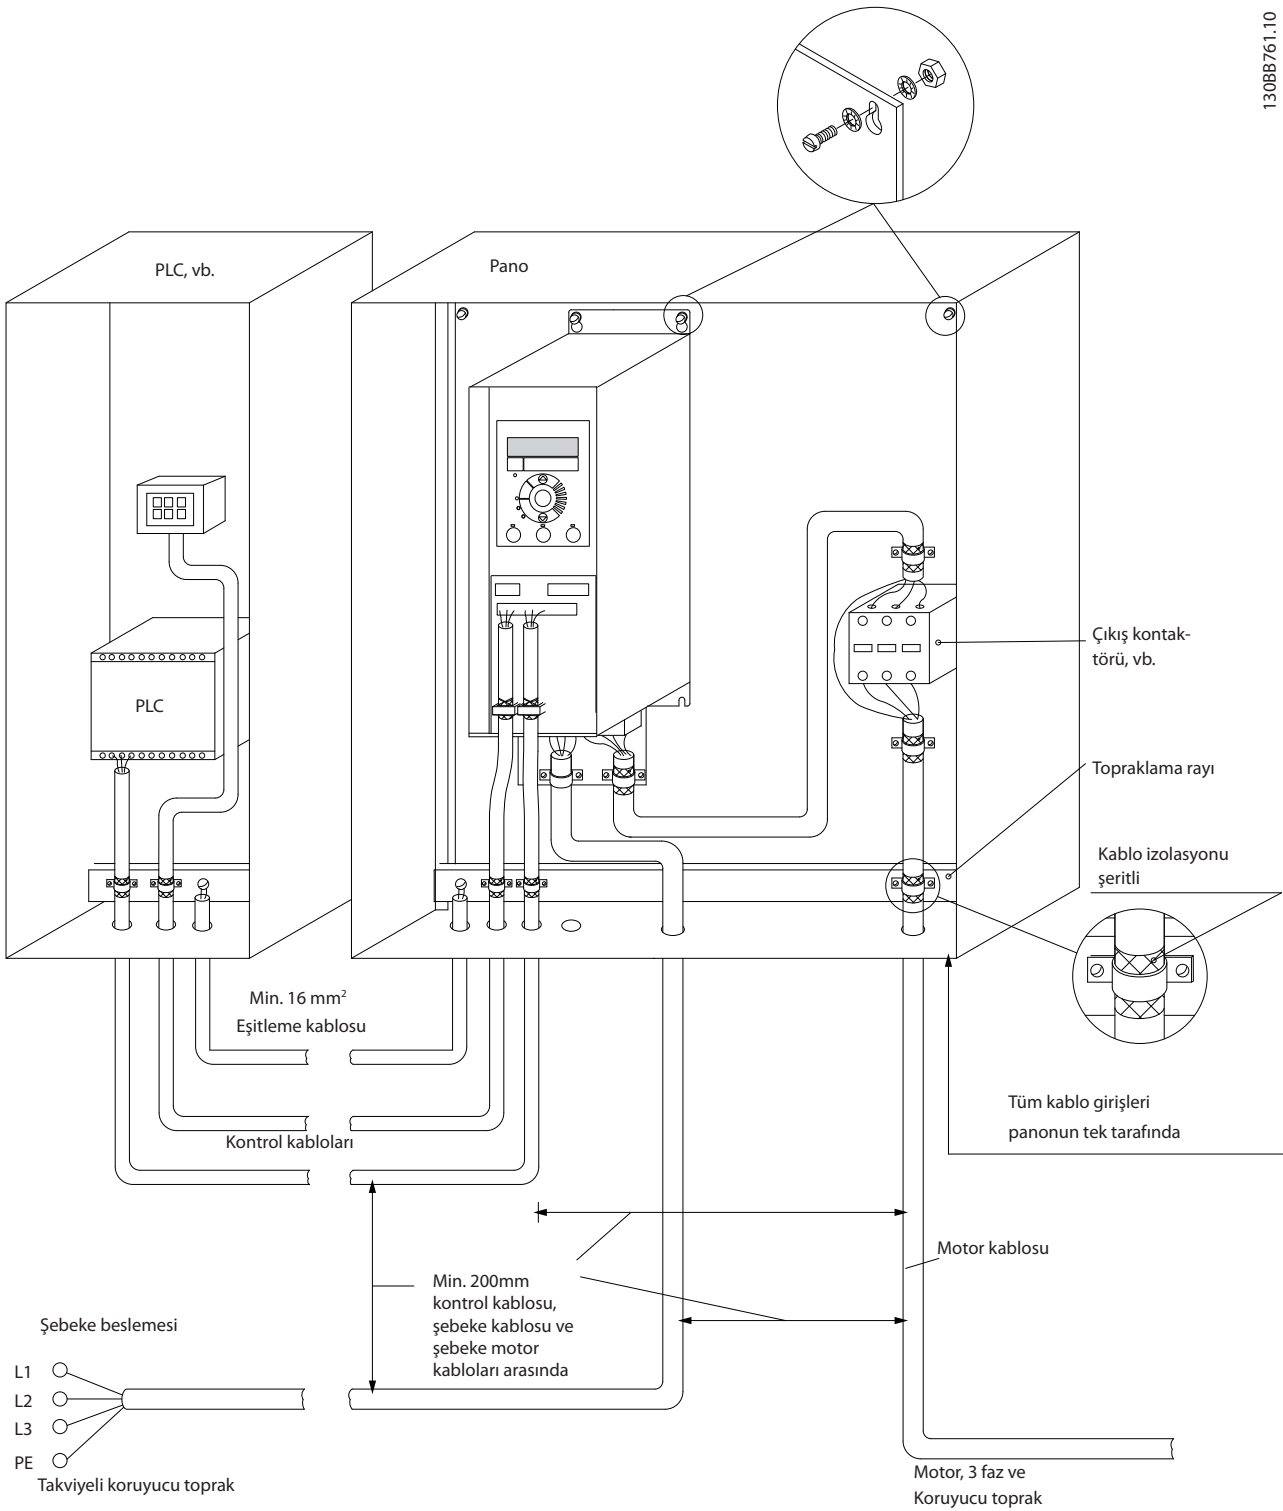 130BB761.10
PLC, vb.
Pano
PLC
Çıkış kontak-
törü, vb.
Topraklama rayı
Kablo izolasyonu
şeritli
Min. 16 mm²
Eşitleme kablosu
Kontrol kabloları
Tüm kablo girişleri
panonun tek tarafında
Motor kablosu
Min. 200mm
kontrol kablosu,
şebeke kablosu ve
şebeke motor
kabloları arasında
Şebeke beslemesi
L1
L2
L3
PE
Takviyeli koruyucu toprak
Motor, 3 faz ve
Koruyucu toprak